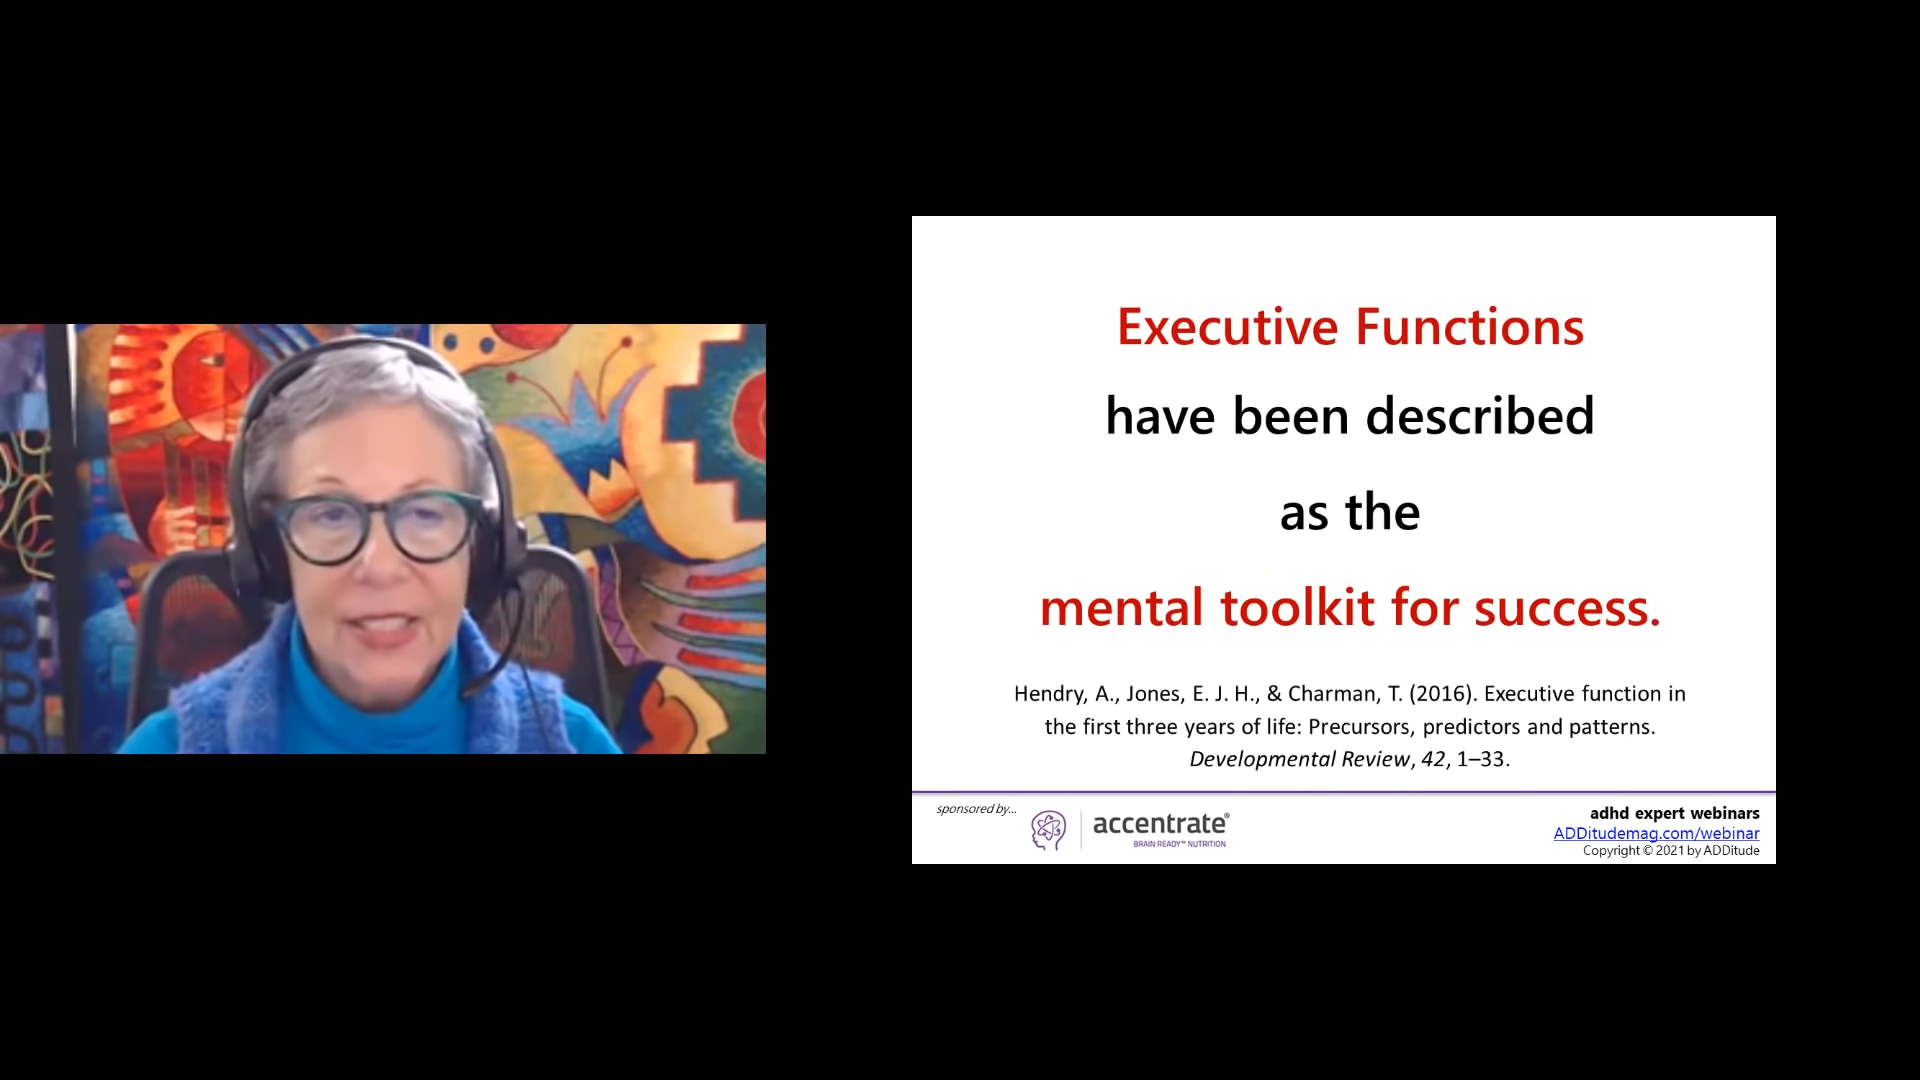 Executive Functions
have been described
as the
mental toolkit for success.
Hendry, A., Jones, E. J. H., & Charman, T. (2016). Executive function in
the first three years of life: Precursors, predictors and patterns.
Developmental Review, 42, 1–33.
sponsored by...
accentrate®
BRAIN READY™ NUTRITION
adhd expert webinars
ADDitudemag.com/webinar
Copyright © 2021 by ADDitude